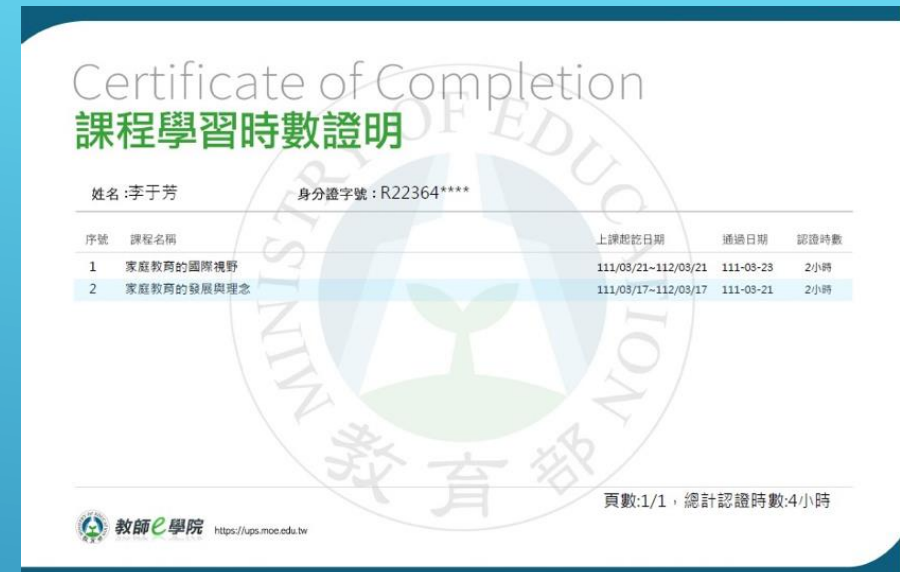 Certificate of Completion
課程學習時數證明
姓名:李于芳 身分證字號:R22364****
序號 課程名稱 上課起訖日期 通過日期 認證時數
1 家庭教育的國際視野 111/03/21~112/03/21 111-03-23 2小時
2 家庭教育的發展與理念 111/03/17~112/03/17 111-03-21 2小時
MINISTRY OF EDUCATION
教育部
頁數:1/1,總計認證時數:4小時
教師e學院 https://ups.moe.edu.tw